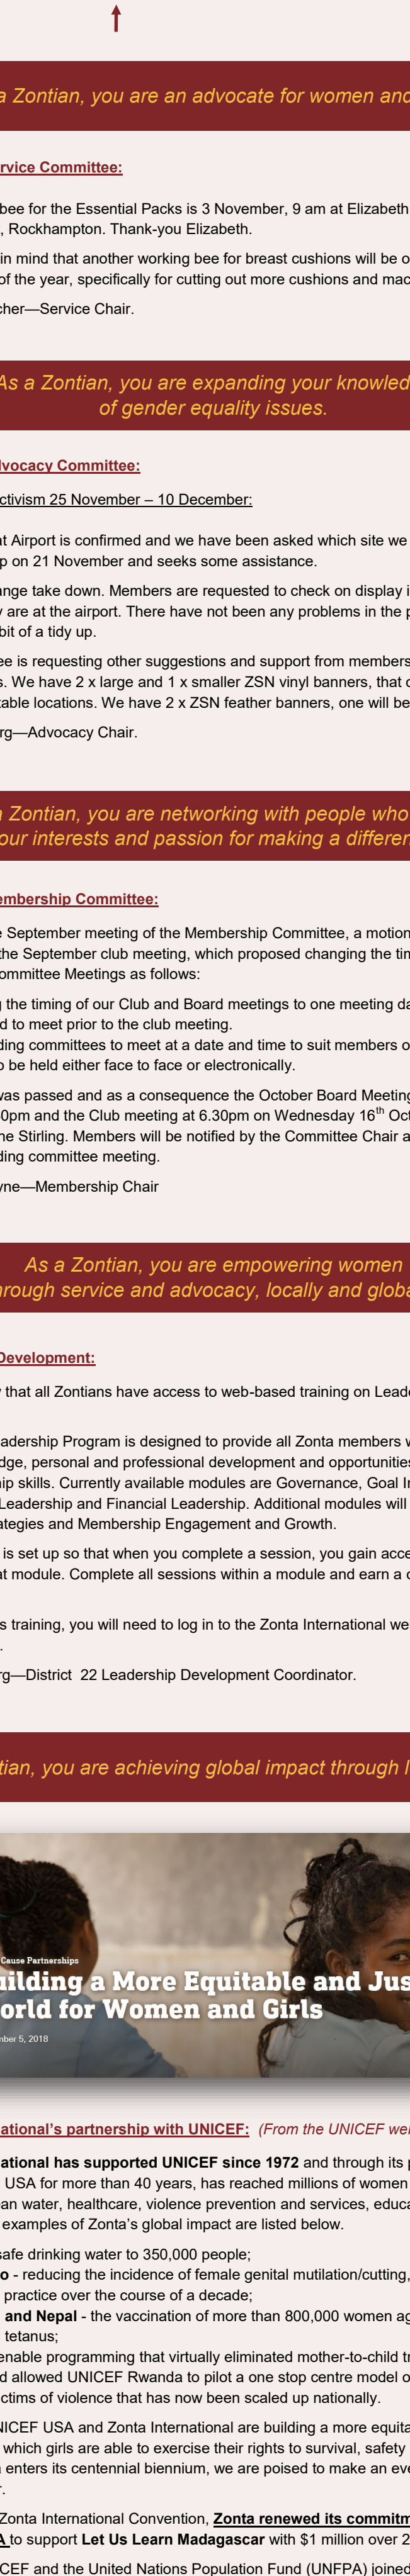 a Zontian, you are an advocate for women and
rvice Committee:
bee for the Essential Packs is 3 November, 9 am at Elizabeth
, Rockhampton. Thank-you Elizabeth.
in mind that another working bee for breast cushions will be o
of the year, specifically for cutting out more cushions and mac
cher—Service Chair.
As a Zontian, you are expanding your knowled
of gender equality issues.
dvocacy Committee:
ctivism 25 November – 10 December:
at Airport is confirmed and we have been asked which site we
p on 21 November and seeks some assistance.
ange take down. Members are requested to check on display i
y are at the airport. There have not been any problems in the p
bit of a tidy up.
ee is requesting other suggestions and support from members
s. We have 2 x large and 1 x smaller ZSN vinyl banners, that c
table locations. We have 2 x ZSN feather banners, one will be
rg—Advocacy Chair.
a Zontian, you are networking with people who
our interests and passion for making a differen
embership Committee:
e September meeting of the Membership Committee, a motion
the September club meeting, which proposed changing the tim
ommittee Meetings as follows:
g the timing of our Club and Board meetings to one meeting da
d to meet prior to the club meeting.
ding committees to meet at a date and time to suit members o
o be held either face to face or electronically.
was passed and as a consequence the October Board Meeting
0pm and the Club meeting at 6.30pm on Wednesday 16th Oct
he Stirling. Members will be notified by the Committee Chair a
ding committee meeting.
yne—Membership Chair
As a Zontian, you are empowering women
hrough service and advocacy, locally and globa
Development:
v that all Zontians have access to web-based training on Lead
adership Program is designed to provide all Zonta members w
dge, personal and professional development and opportunities
hip skills. Currently available modules are Governance, Goal In
Leadership and Financial Leadership. Additional modules will
ategies and Membership Engagement and Growth.
is set up so that when you complete a session, you gain acce
at module. Complete all sessions within a module and earn a c
s training, you will need to log in to the Zonta International we
.
rg—District 22 Leadership Development Coordinator.
tian, you are achieving global impact through l
Cause Partnerships
uilding a More Equitable and Jus
orld for Women and Girls
mber 5, 2018
ational's partnership with UNICEF: (From the UNICEF we
ational has supported UNICEF since 1972 and through its p
USA for more than 40 years, has reached millions of women
ean water, healthcare, violence prevention and services, educa
examples of Zonta's global impact are listed below.
safe drinking water to 350,000 people;
o - reducing the incidence of female genital mutilation/cutting,
practice over the course of a decade;
and Nepal - the vaccination of more than 800,000 women ag
tetanus;
enable programming that virtually eliminated mother-to-child tr
d allowed UNICEF Rwanda to pilot a one stop centre model o
ctims of violence that has now been scaled up nationally.
NICEF USA and Zonta International are building a more equita
which girls are able to exercise their rights to survival, safety
a enters its centennial biennium, we are poised to make an eve
r.
Zonta International Convention, Zonta renewed its commitm
A to support Let Us Learn Madagascar with $1 million over 2
CEF and the United Nations Population Fund (UNFPA) joined